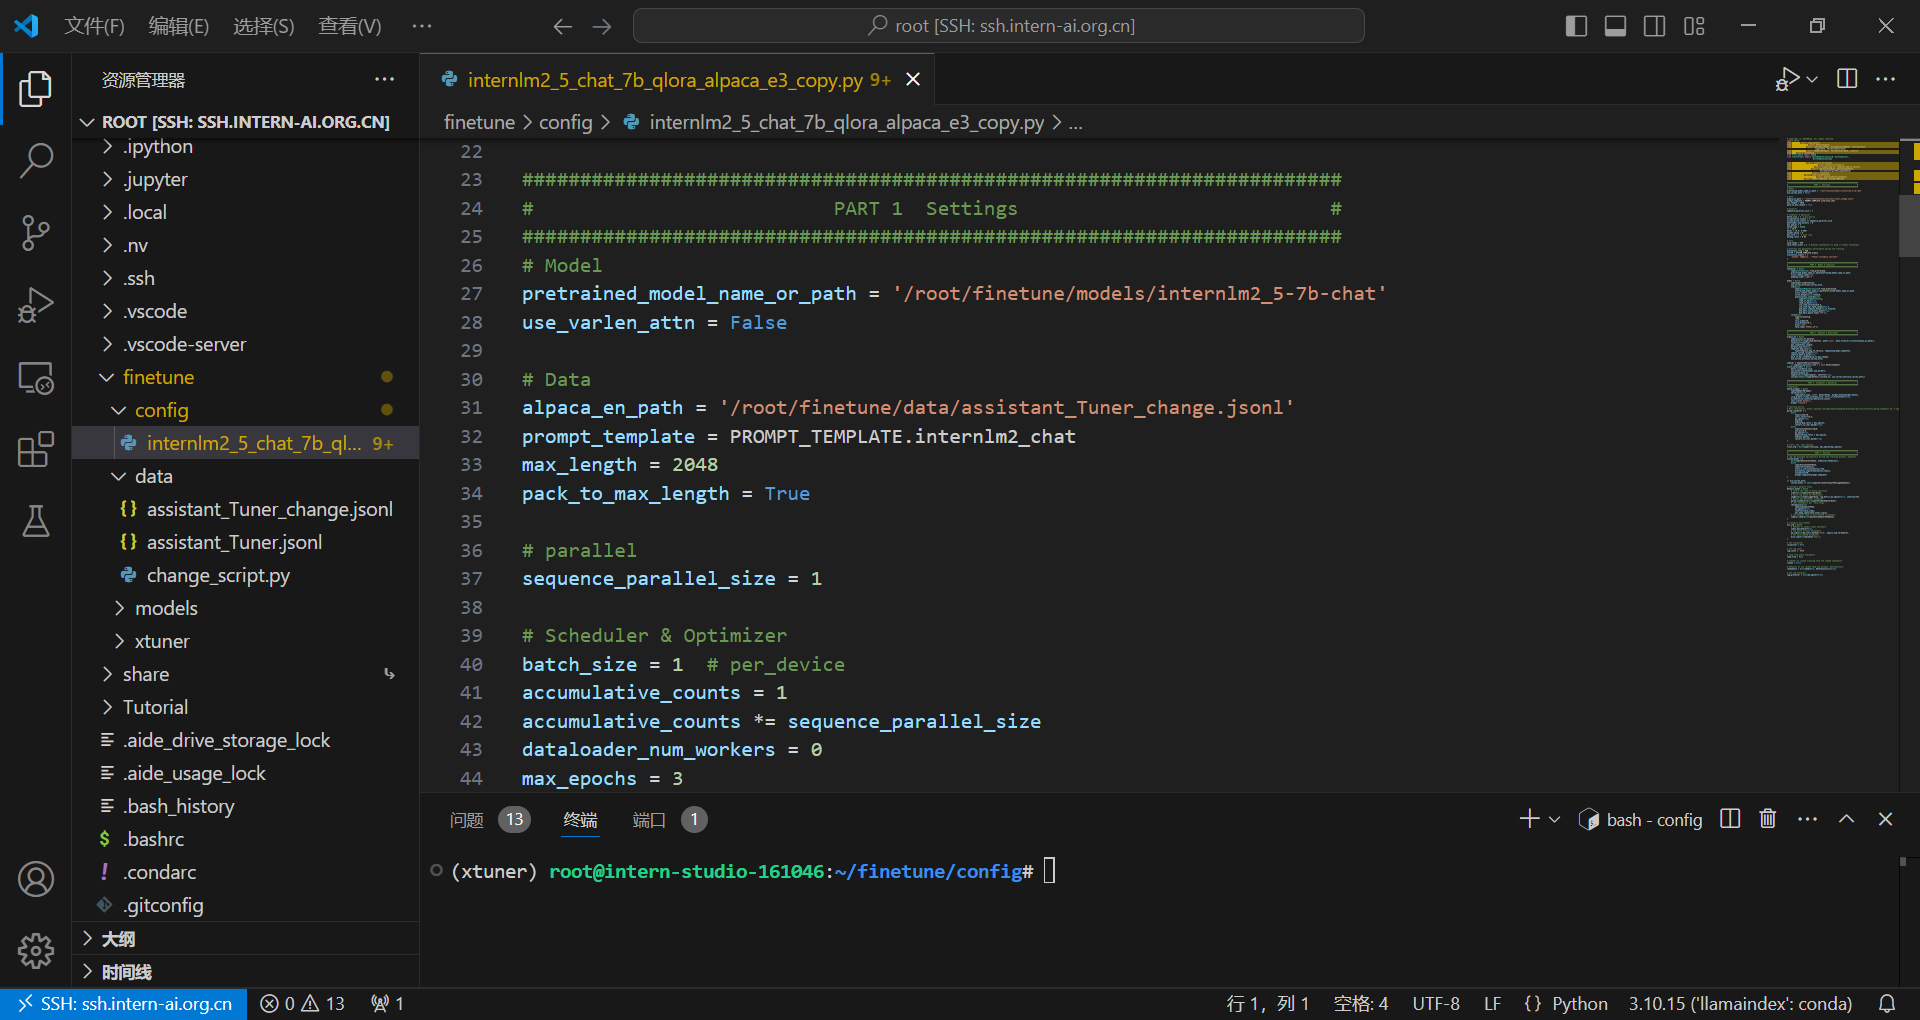 文件(F) 编辑(E) 选择(S) 查看(V) ···
root [SSH: ssh.intern-ai.org.cn]
资源管理器 ···
ROOT [SSH: SSH.INTERN-AI.ORG.CN]
.ipython
.jupyter
.local
.nv
.ssh
.vscode
.vscode-server
finetune
config
internlm2_5_chat_7b_ql... 9+
data
{} assistant_Tuner_change.jsonl
{} assistant_Tuner.jsonl
change_script.py
models
xtuner
share
Tutorial
.aide_drive_storage_lock
.aide_usage_lock
.bash_history
$ .bashrc
! .condarc
.gitconfig
大纲
时间线
internlm2_5_chat_7b_qlora_alpaca_e3_copy.py 9+
finetune > config > internlm2_5_chat_7b_qlora_alpaca_e3_copy.py > ...
22
23 #######################################################################
24 #                          PART 1  Settings                           #
25 #######################################################################
26 # Model
27 pretrained_model_name_or_path = '/root/finetune/models/internlm2_5-7b-chat'
28 use_varlen_attn = False
29
30 # Data
31 alpaca_en_path = '/root/finetune/data/assistant_Tuner_change.jsonl'
32 prompt_template = PROMPT_TEMPLATE.internlm2_chat
33 max_length = 2048
34 pack_to_max_length = True
35
36 # parallel
37 sequence_parallel_size = 1
38
39 # Scheduler & Optimizer
40 batch_size = 1  # per_device
41 accumulative_counts = 1
42 accumulative_counts *= sequence_parallel_size
43 dataloader_num_workers = 0
44 max_epochs = 3
问题 13 终端 端口 1
bash - config
(xtuner) root@intern-studio-161046:~/finetune/config#
SSH: ssh.intern-ai.org.cn 0 13 1
行 1，列 1 空格: 4 UTF-8 LF {} Python 3.10.15 ('llamaindex': conda)